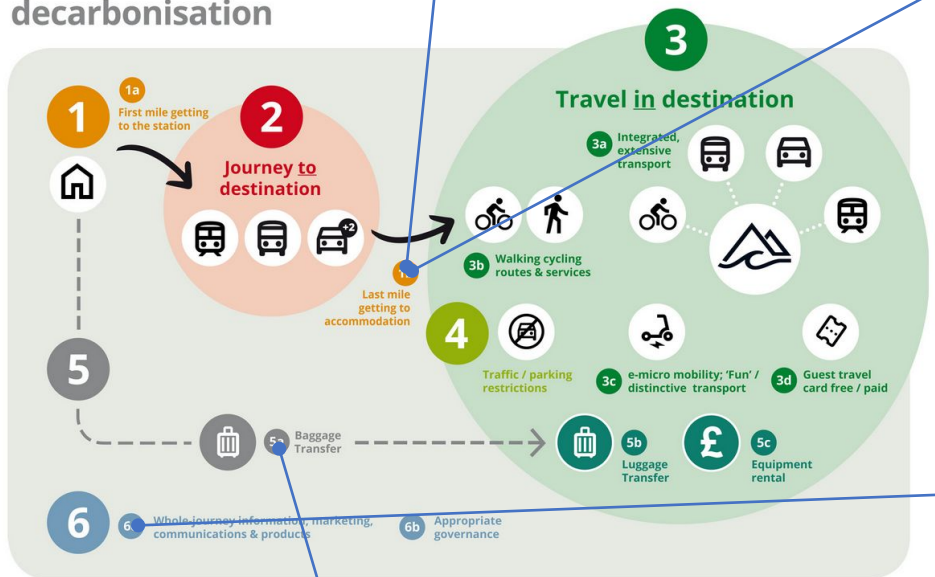 decarbonisation
1
1a
First mile getting
to the station
2
Journey to
destination
+2
Last mile
getting to
accommodation
3
Travel in destination
3a
Integrated,
extensive
transport
3b
Walking cycling
routes & services
4
Traffic / parking
restrictions
3c
e-micro mobility; 'Fun' /
distinctive transport
3d
Guest travel
card free / paid
5
Baggage
Transfer
5b
Luggage
Transfer
£
5c
Equipment
rental
6
Whole-journey information, marketing,
communications & products
6b
Appropriate
governance